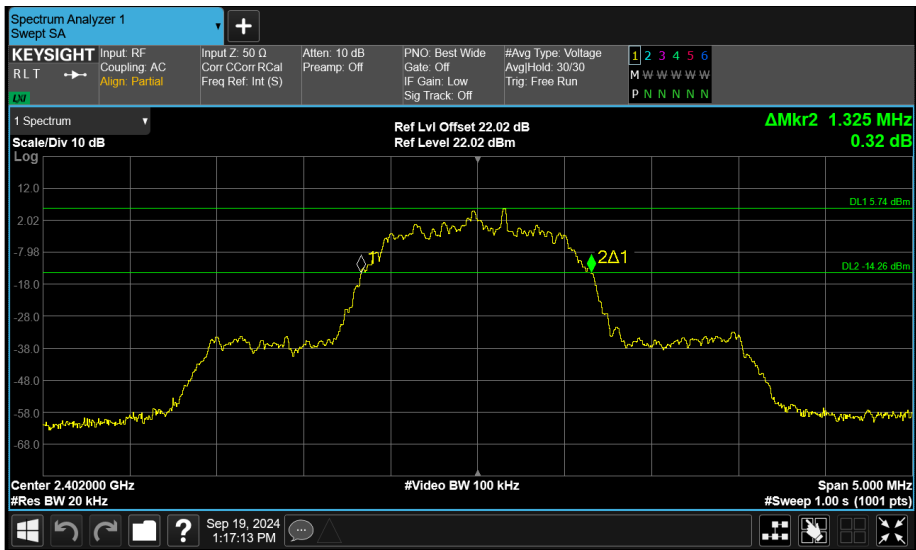 Spectrum Analyzer 1
Swept SA
+
KEYSIGHT
RLT
LXI
Input: RF
Coupling: AC
Align: Partial
Input Z: 50 Ω
Corr CCorr RCal
Freq Ref: Int (S)
Atten: 10 dB
Preamp: Off
PNO: Best Wide
Gate: Off
IF Gain: Low
Sig Track: Off
#Avg Type: Voltage
Avg|Hold: 30/30
Trig: Free Run
1 2 3 4 5 6
M W W W W W
P N N N N N
1 Spectrum
Scale/Div 10 dB
Ref Lvl Offset 22.02 dB
Ref Level 22.02 dBm
ΔMkr2 1.325 MHz
0.32 dB
Log
12.0
2.02
-7.98
-18.0
-28.0
-38.0
-48.0
-58.0
-68.0
DL1 5.74 dBm
1
2Δ1
DL2 -14.26 dBm
Center 2.402000 GHz
#Res BW 20 kHz
#Video BW 100 kHz
Span 5.000 MHz
#Sweep 1.00 s (1001 pts)
?
Sep 19, 2024
1:17:13 PM